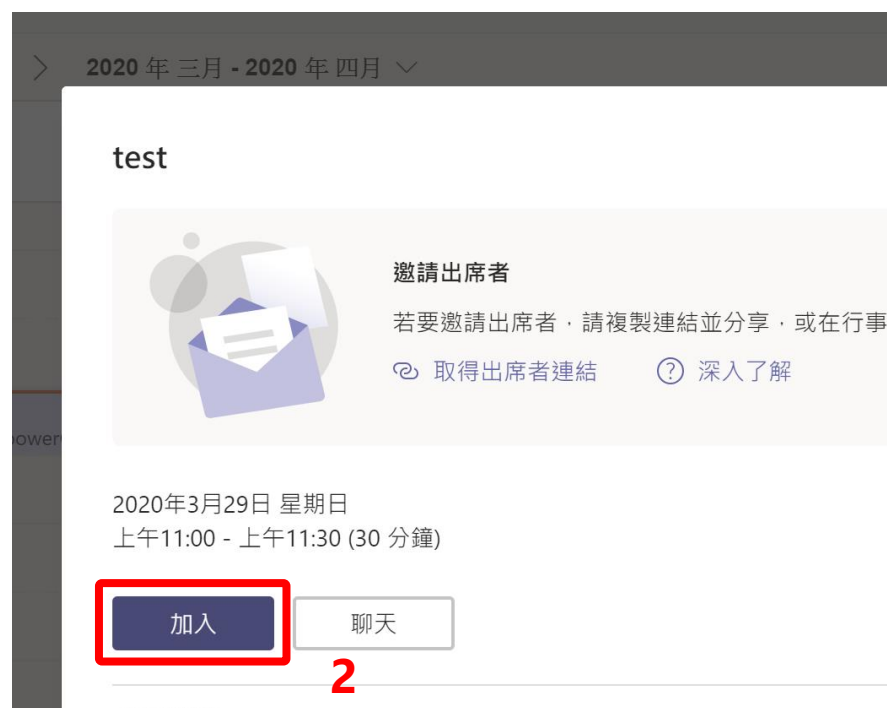 2020 年 三月 - 2020 年 四月
test
邀請出席者
若要邀請出席者，請複製連結並分享，或在行事
取得出席者連結 ? 深入了解
power
2020年3月29日 星期日
上午11:00 - 上午11:30 (30 分鐘)
加入 聊天
2